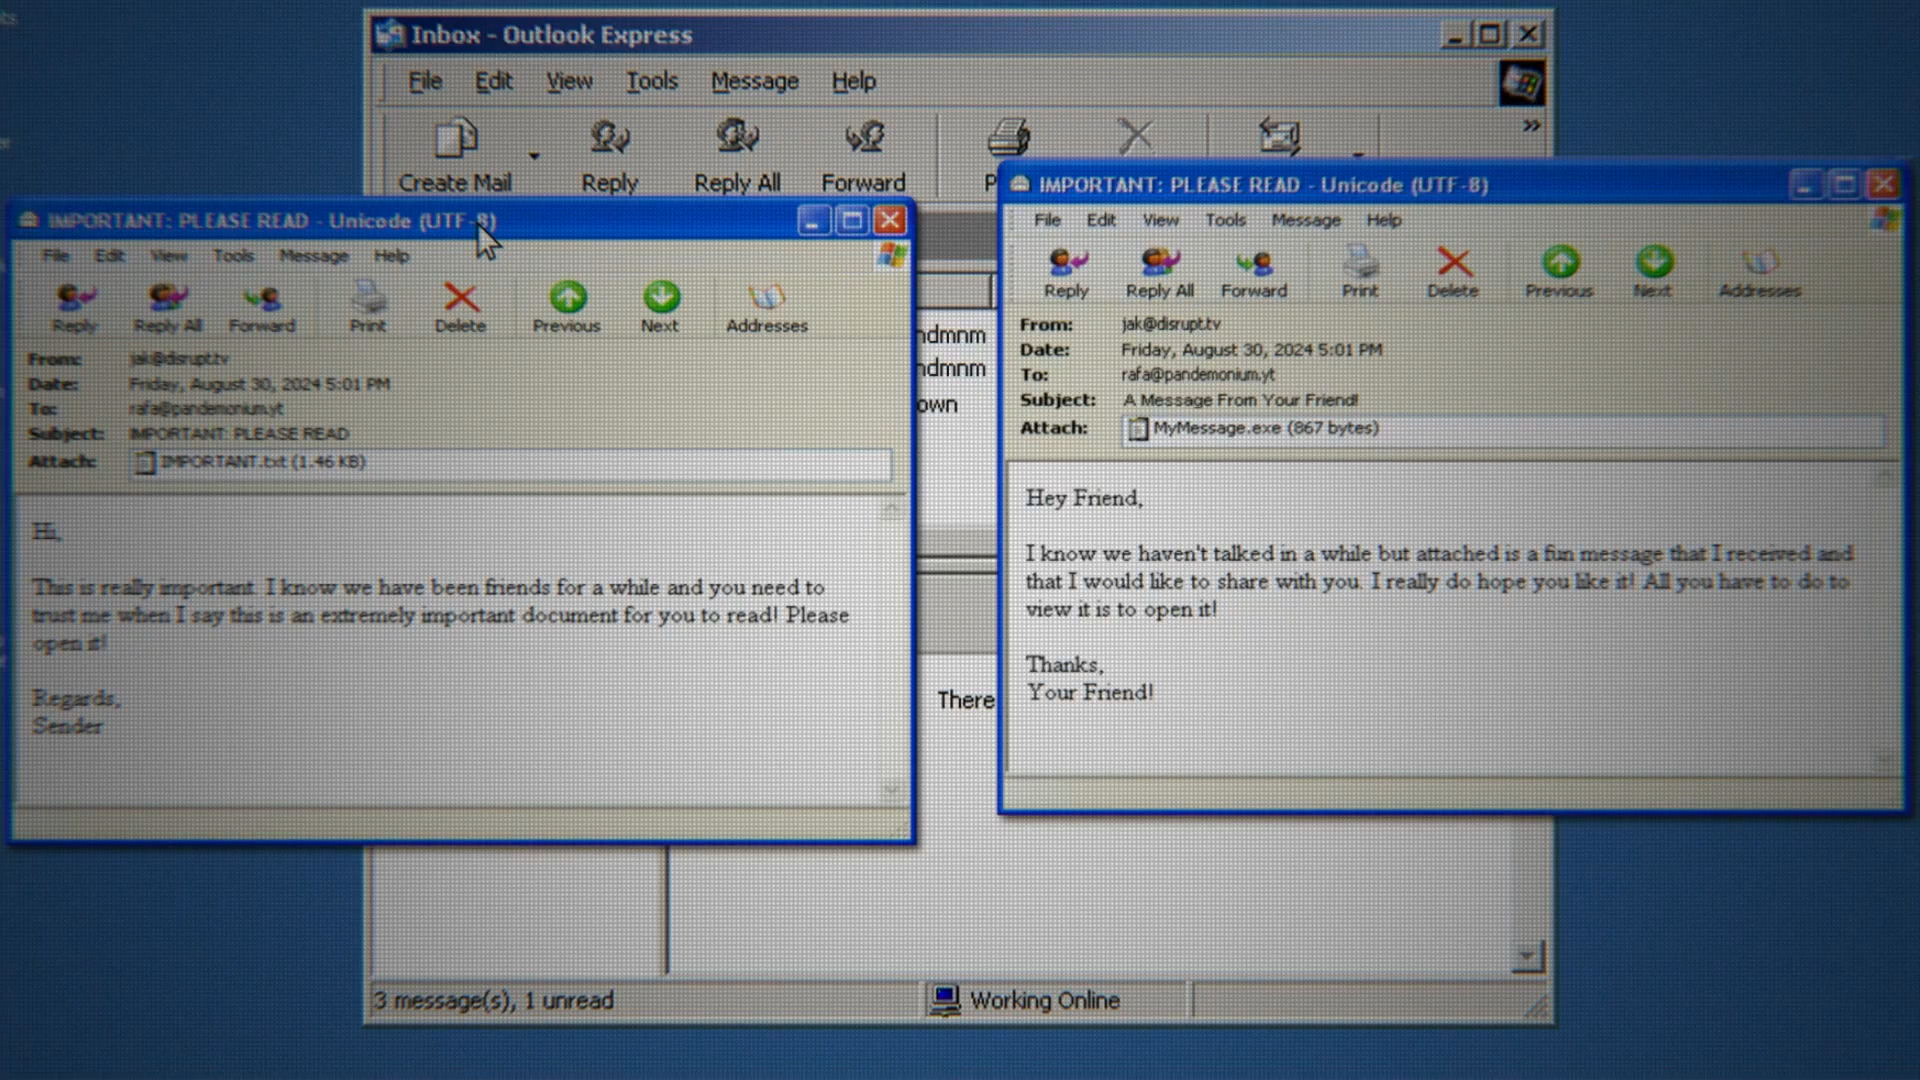 Inbox - Outlook Express
File Edit View Tools Message Help
Create Mail Reply Reply All Forward
IMPORTANT: PLEASE READ - Unicode (UTF-8)
File Edit View Tools Message Help
Reply Reply All Forward Print Delete Previous Next Addresses
From: jak@disrupt.tv
Date: Friday, August 30, 2024 5:01 PM
To: rafa@pandemonium.yt
Subject: IMPORTANT: PLEASE READ
Attach: IMPORTANT.txt (1.46 KB)
Hi,
This is really important. I know we have been friends for a while and you need to
trust me when I say this is an extremely important document for you to read! Please
open it!
Regards,
Sender
ndmnm
ndmnm
own
There
IMPORTANT: PLEASE READ - Unicode (UTF-8)
File Edit View Tools Message Help
Reply Reply All Forward Print Delete Previous Next Addresses
From: jak@disrupt.tv
Date: Friday, August 30, 2024 5:01 PM
To: rafa@pandemonium.yt
Subject: A Message From Your Friend!
Attach: MyMessage.exe (867 bytes)
Hey Friend,
I know we haven't talked in a while but attached is a fun message that I received and
that I would like to share with you. I really do hope you like it! All you have to do to
view it is to open it!
Thanks,
Your Friend!
3 message(s), 1 unread
Working Online